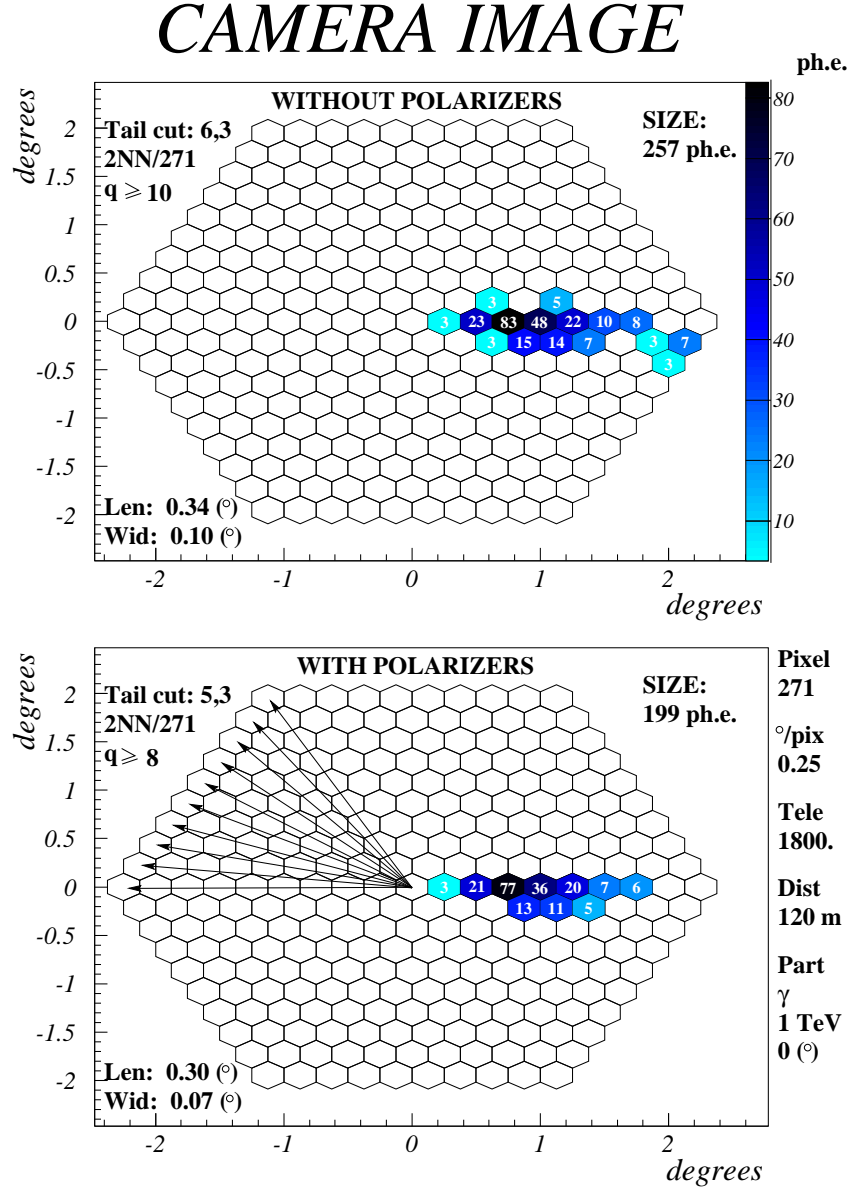 CAMERA IMAGE
ph.e.
WITHOUT POLARIZERS
Tail cut: 6,3
2NN/271
q ⩾ 10
SIZE:
257 ph.e.
degrees
2
1.5
1
0.5
0
-0.5
-1
-1.5
-2
3 5
3 23 83 48 22 10 8
3 15 14 7 3 7
3
Len: 0.34 (°)
Wid: 0.10 (°)
80
70
60
50
40
30
20
10
-2 -1 0 1 2
degrees
WITH POLARIZERS
Tail cut: 5,3
2NN/271
q ⩾ 8
SIZE:
199 ph.e.
degrees
2
1.5
1
0.5
0
-0.5
-1
-1.5
-2
3 21 77 36 20 7 6
13 11 5
Len: 0.30 (°)
Wid: 0.07 (°)
-2 -1 0 1 2
degrees
Pixel
271
°/pix
0.25
Tele
1800.
Dist
120 m
Part
γ
1 TeV
0 (°)